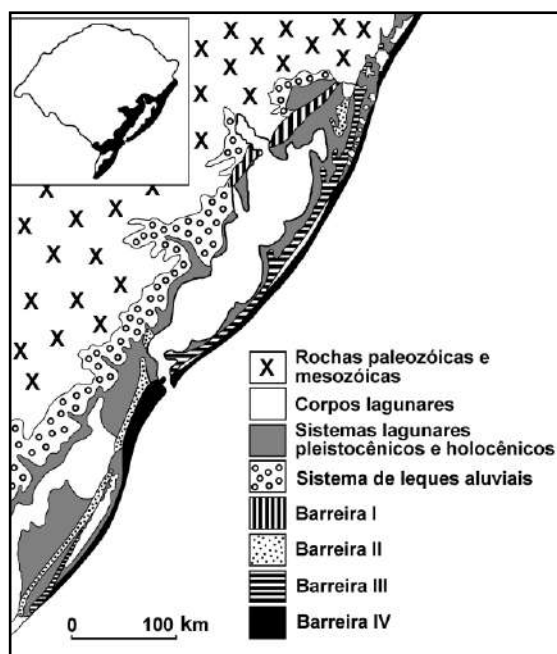 X Rochas paleozóicas e
mesozóicas
Corpos lagunares
Sistemas lagunares
pleistocênicos e holocênicos
Sistema de leques aluviais
Barreira I
Barreira II
Barreira III
Barreira IV
0 100 km